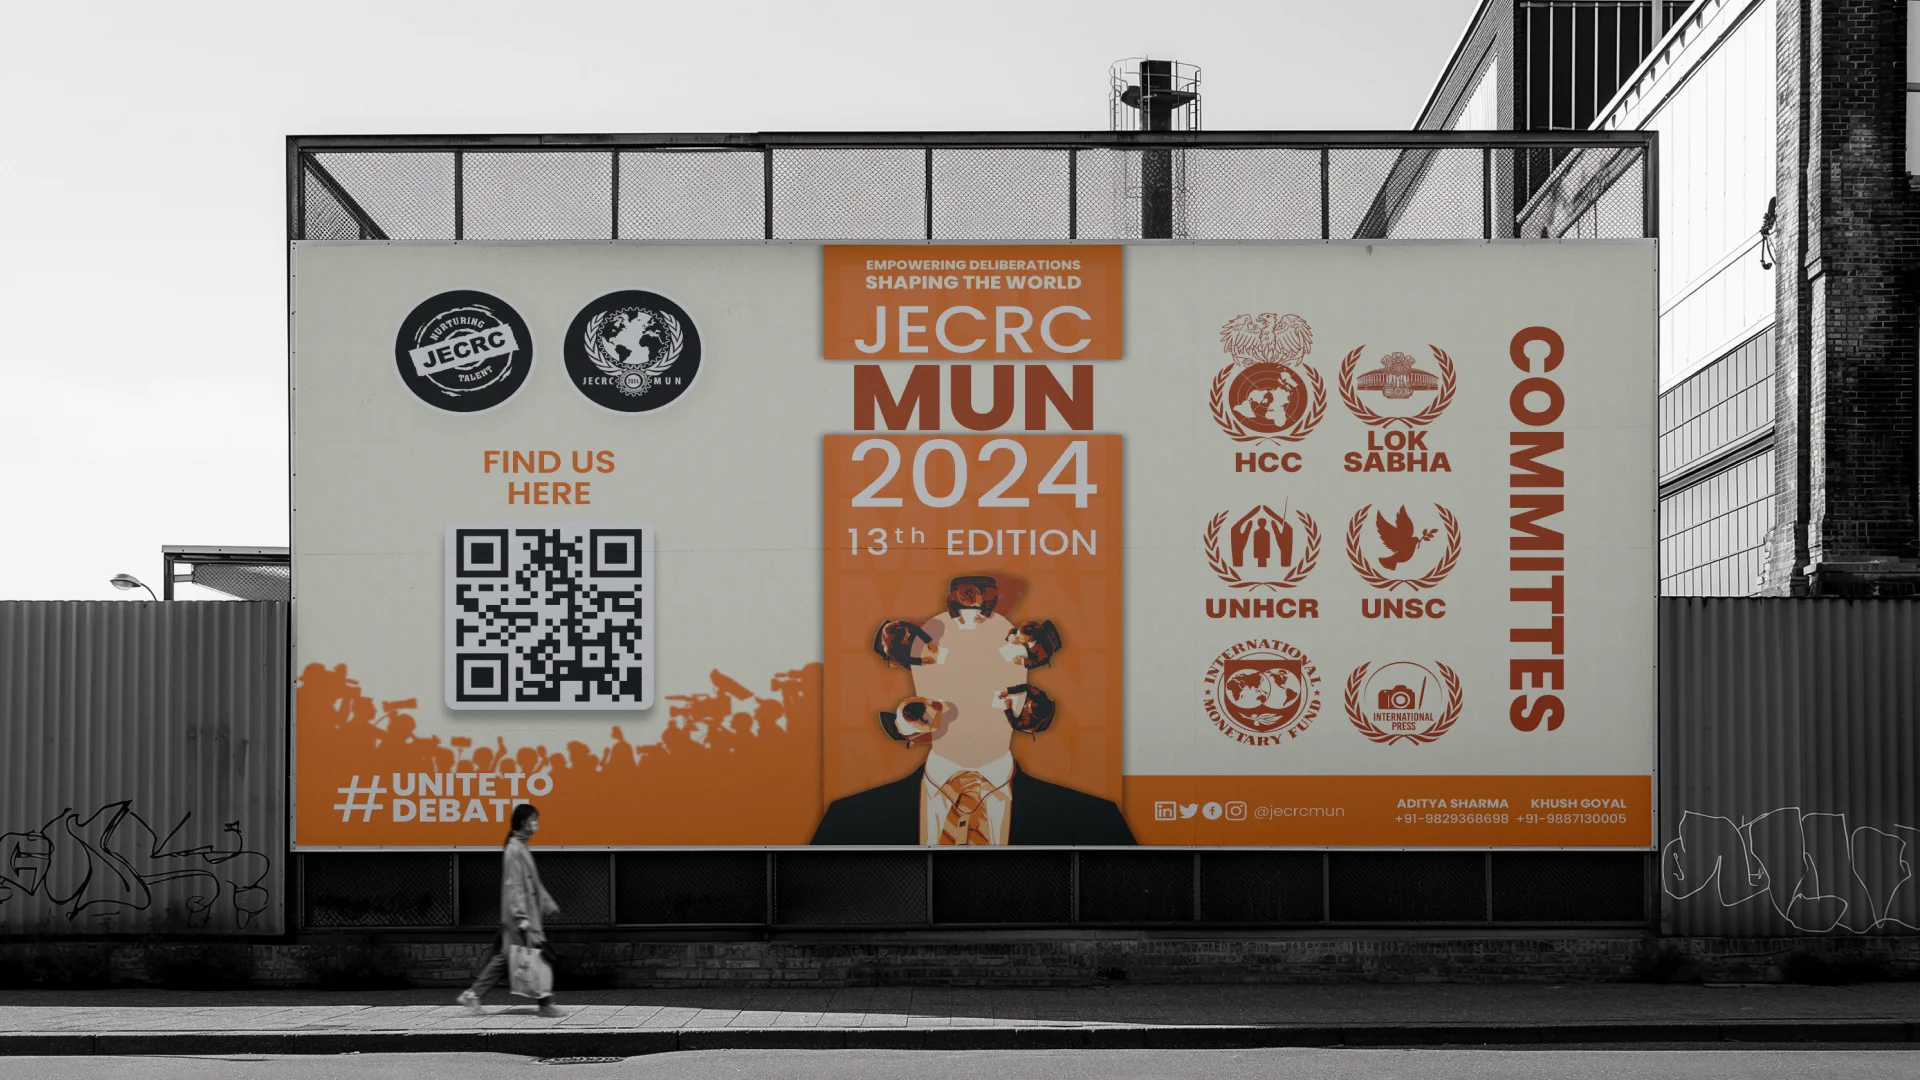 NURTURING
JECRC
TALENT
JECRC 2024 MUN
FIND US
HERE
#UNITE TO
DEBATE
EMPOWERING DELIBERATIONS
SHAPING THE WORLD
JECRC
MUN
2024
13th EDITION
HCC
LOK
SABHA
UNHCR
UNSC
INTERNATIONAL
MONETARY FUND
INTERNATIONAL
PRESS
COMMITTES
@jecrcmun
ADITYA SHARMA
+91-9829368698
KHUSH GOYAL
+91-9887130005